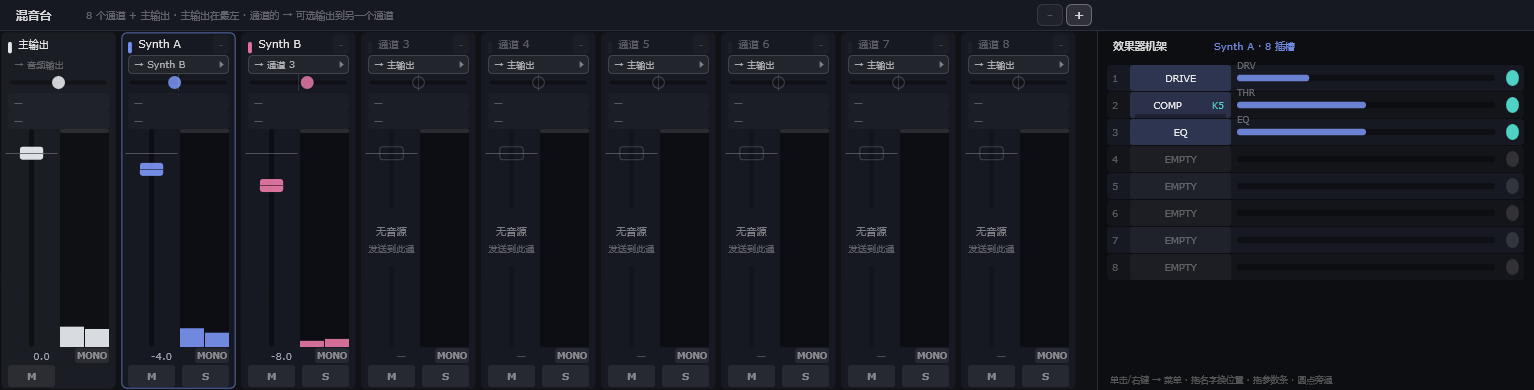 混音台
8 个通道 + 主输出 · 主输出在最左 · 通道的 → 可选输出到另一个通道
-
+
主输出
→ 音频输出
—
—
0.0
MONO
M
Synth A
-
→ Synth B
—
—
-4.0
MONO
M
S
Synth B
-
→ 通道 3
—
—
-8.0
MONO
M
S
通道 3
-
→ 主输出
—
—
无音源
发送到此通
—
MONO
M
S
通道 4
-
→ 主输出
—
—
无音源
发送到此通
—
MONO
M
S
通道 5
-
→ 主输出
—
—
无音源
发送到此通
—
MONO
M
S
通道 6
-
→ 主输出
—
—
无音源
发送到此通
—
MONO
M
S
通道 7
-
→ 主输出
—
—
无音源
发送到此通
—
MONO
M
S
通道 8
-
→ 主输出
—
—
无音源
发送到此通
—
MONO
M
S
效果器机架
Synth A · 8 插槽
DRV
1 DRIVE
THR
2 COMP K5
EQ
3 EQ
4 EMPTY
5 EMPTY
6 EMPTY
7 EMPTY
8 EMPTY
单击/右键 → 菜单 · 拖名字换位置 · 拖参数条 · 圆点旁通